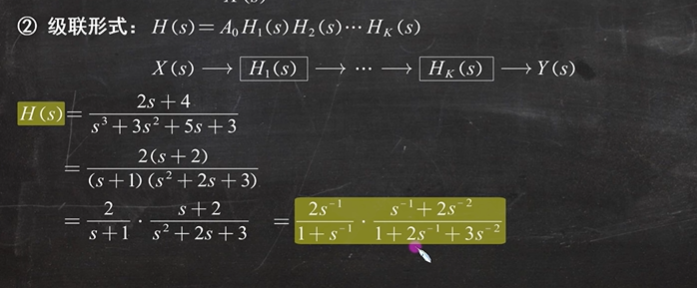 ② 级联形式: H(s)=A₀H₁(s)H₂(s)⋯H_K(s)
X(s) → H₁(s) → ⋯ → H_K(s) → Y(s)
H(s) = (2s+4)/(s³+3s²+5s+3)
= 2(s+2)/((s+1)(s²+2s+3))
= 2/(s+1) · (s+2)/(s²+2s+3) = 2s⁻¹/(1+s⁻¹) · (s⁻¹+2s⁻²)/(1+2s⁻¹+3s⁻²)